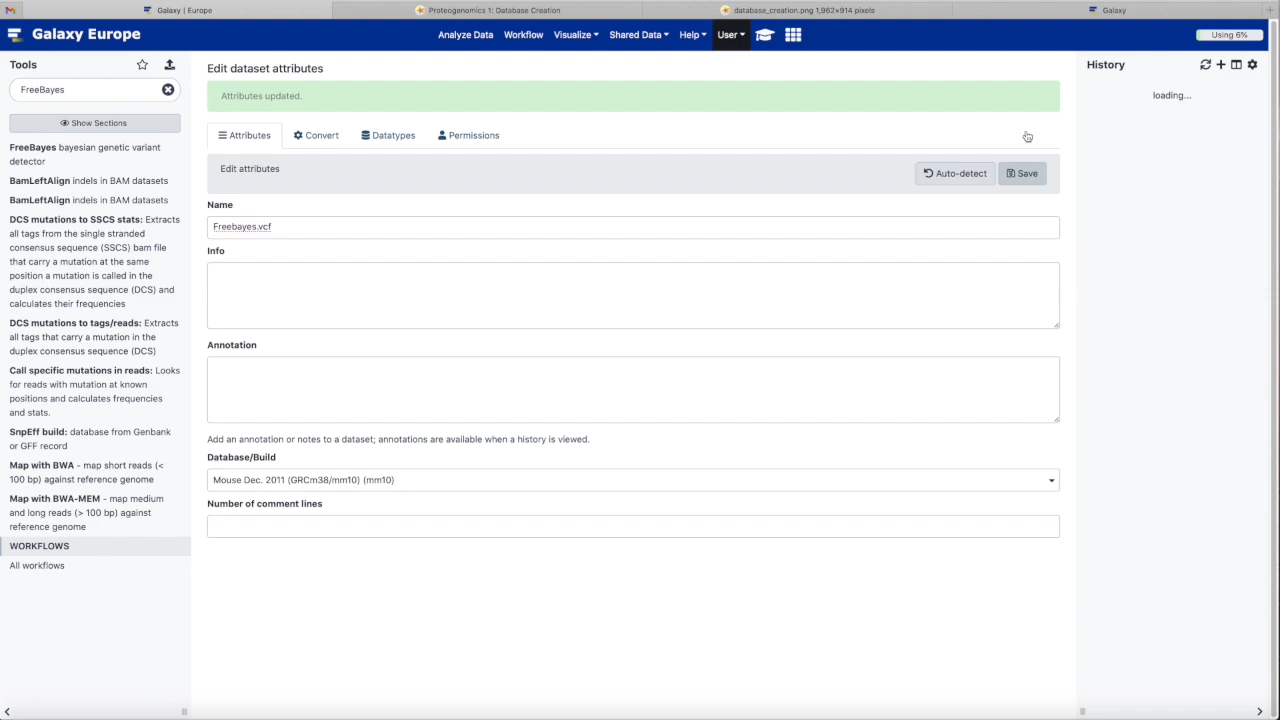 Galaxy | Europe
Proteogenomics 1: Database Creation
database_creation.png 1,962×914 pixels
Galaxy
Galaxy Europe
Analyze Data
Workflow
Visualize
Shared Data
Help
User
Using 6%
Tools
FreeBayes
Show Sections
FreeBayes bayesian genetic variant
detector
BamLeftAlign indels in BAM datasets
BamLeftAlign indels in BAM datasets
DCS mutations to SSCS stats: Extracts
all tags from the single stranded
consensus sequence (SSCS) bam file
that carry a mutation at the same
position a mutation is called in the
duplex consensus sequence (DCS) and
calculates their frequencies
DCS mutations to tags/reads: Extracts
all tags that carry a mutation in the
duplex consensus sequence (DCS)
Call specific mutations in reads: Looks
for reads with mutation at known
positions and calculates frequencies
and stats.
SnpEff build: database from Genbank
or GFF record
Map with BWA - map short reads (<
100 bp) against reference genome
Map with BWA-MEM - map medium
and long reads (> 100 bp) against
reference genome
WORKFLOWS
All workflows
Edit dataset attributes
Attributes updated.
Attributes
Convert
Datatypes
Permissions
Edit attributes
Auto-detect
Save
Name
Freebayes.vcf
Info
Annotation
Add an annotation or notes to a dataset; annotations are available when a history is viewed.
Database/Build
Mouse Dec. 2011 (GRCm38/mm10) (mm10)
Number of comment lines
History
loading...